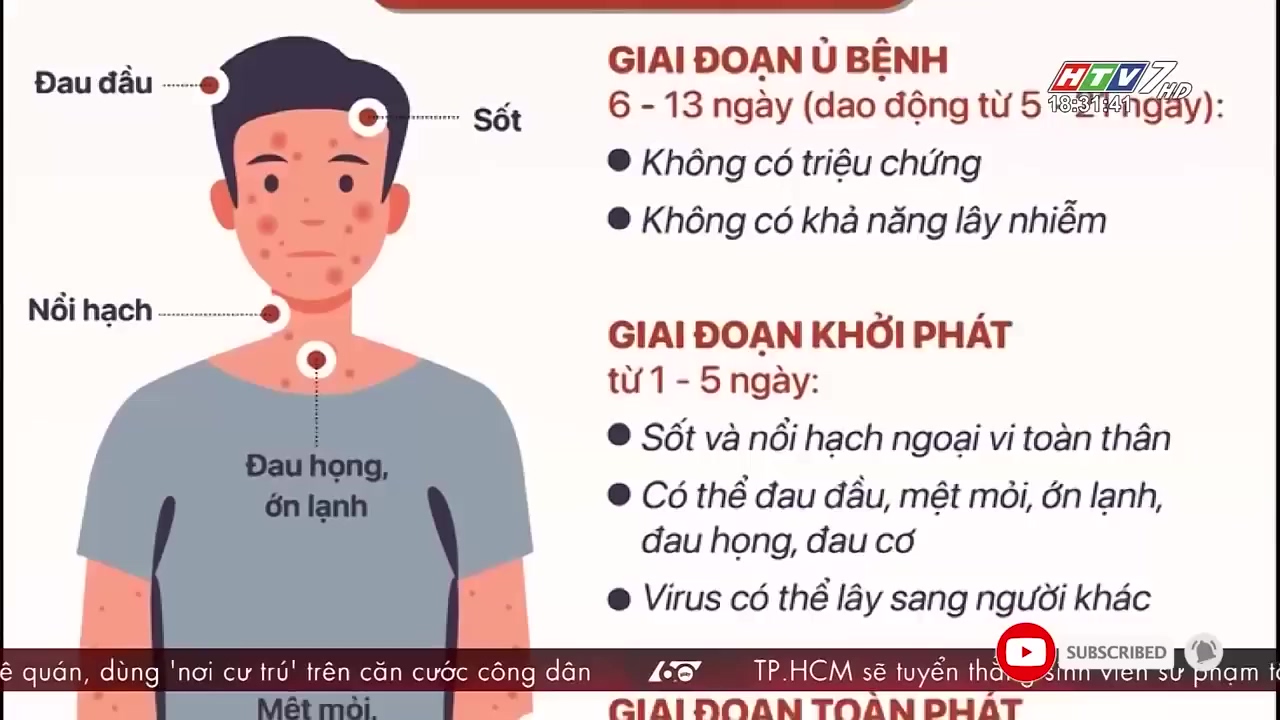 Đau đầu
Sốt
Nổi hạch
Đau họng,
ớn lạnh
Mệt mỏi,
GIAI ĐOẠN Ủ BỆNH
6 - 13 ngày (dao động từ 5 - 21 ngày):
Không có triệu chứng
Không có khả năng lây nhiễm
GIAI ĐOẠN KHỞI PHÁT
từ 1 - 5 ngày:
Sốt và nổi hạch ngoại vi toàn thân
Có thể đau đầu, mệt mỏi, ớn lạnh,
đau họng, đau cơ
Virus có thể lây sang người khác
GIAI ĐOẠN TOÀN PHÁT
HTV7 HD
18:31:41
SUBSCRIBED
ê quán, dùng 'nơi cư trú' trên căn cước công dân
60 TP.HCM sẽ tuyển thẳng sinh viên sư phạm